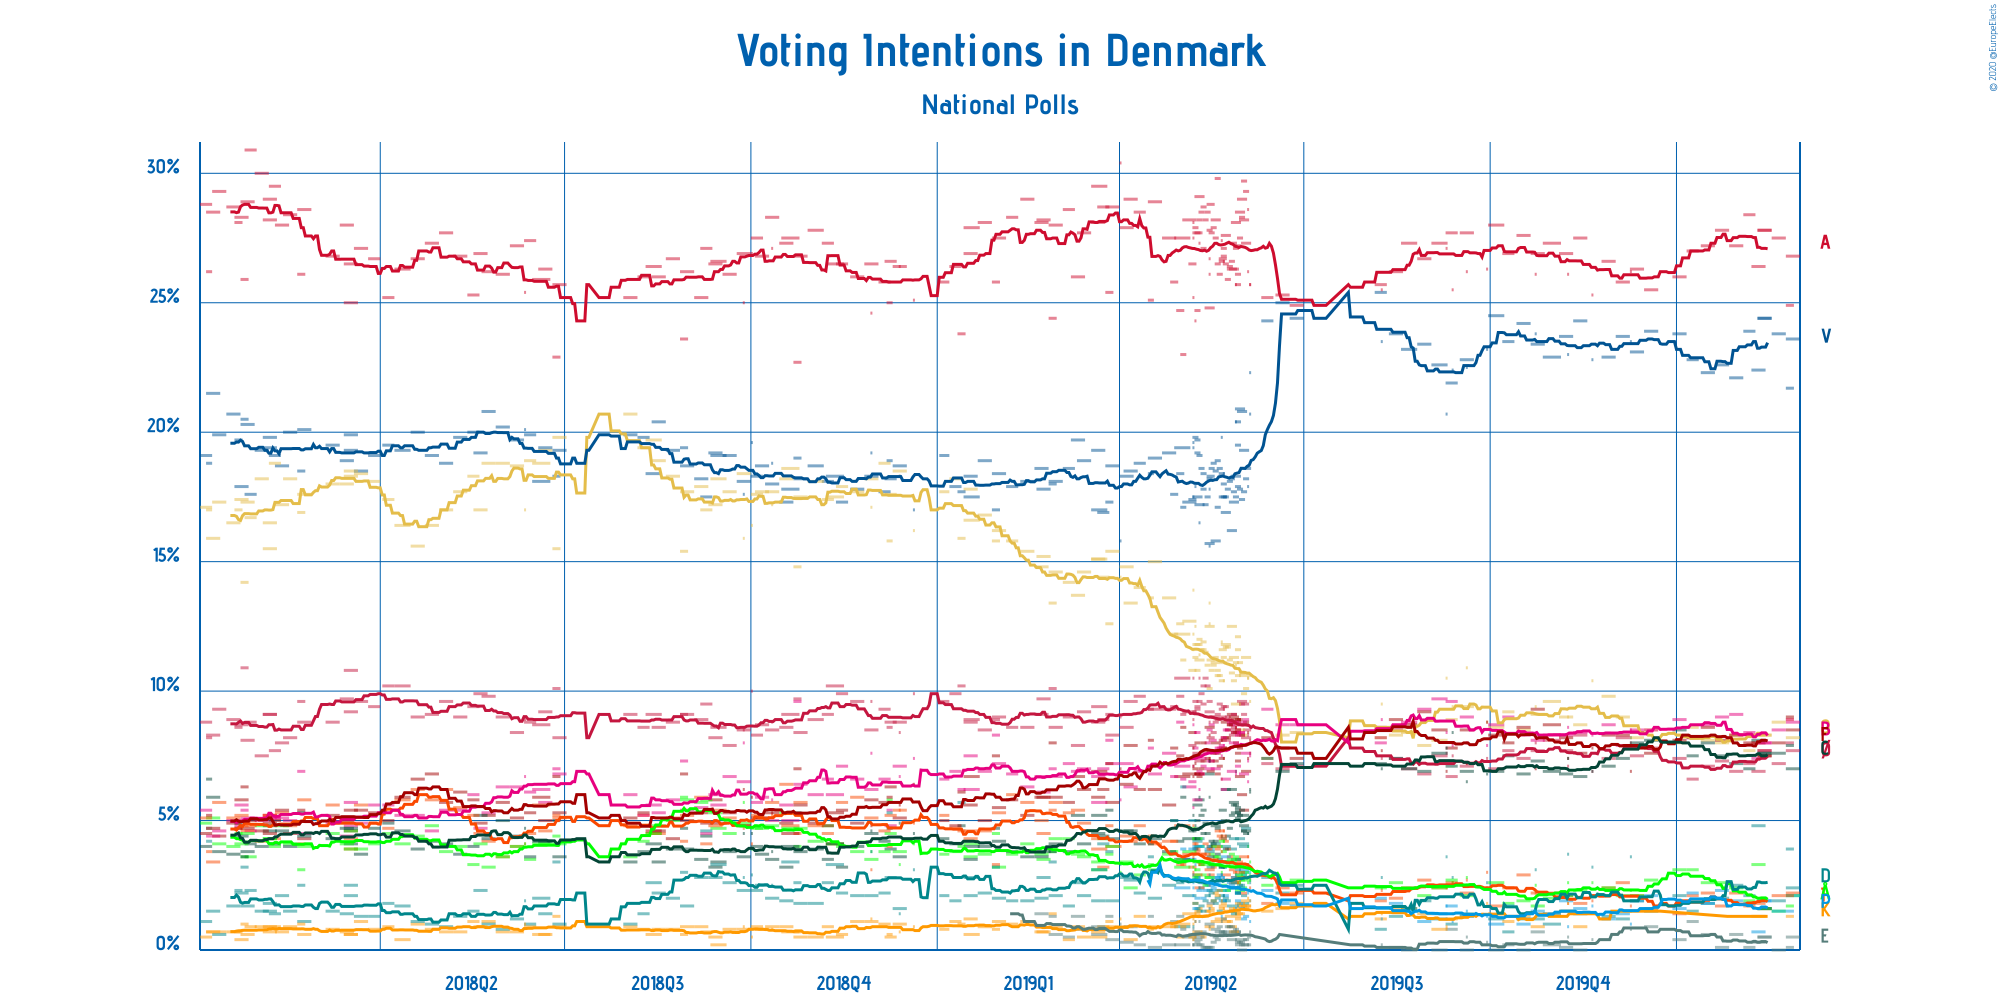 © 2020 @EuropeElects
Voting Intentions in Denmark
National Polls
30%
25%
20%
15%
10%
5%
0%
A
V
B
D
K
E
2018Q2
2018Q3
2018Q4
2019Q1
2019Q2
2019Q3
2019Q4